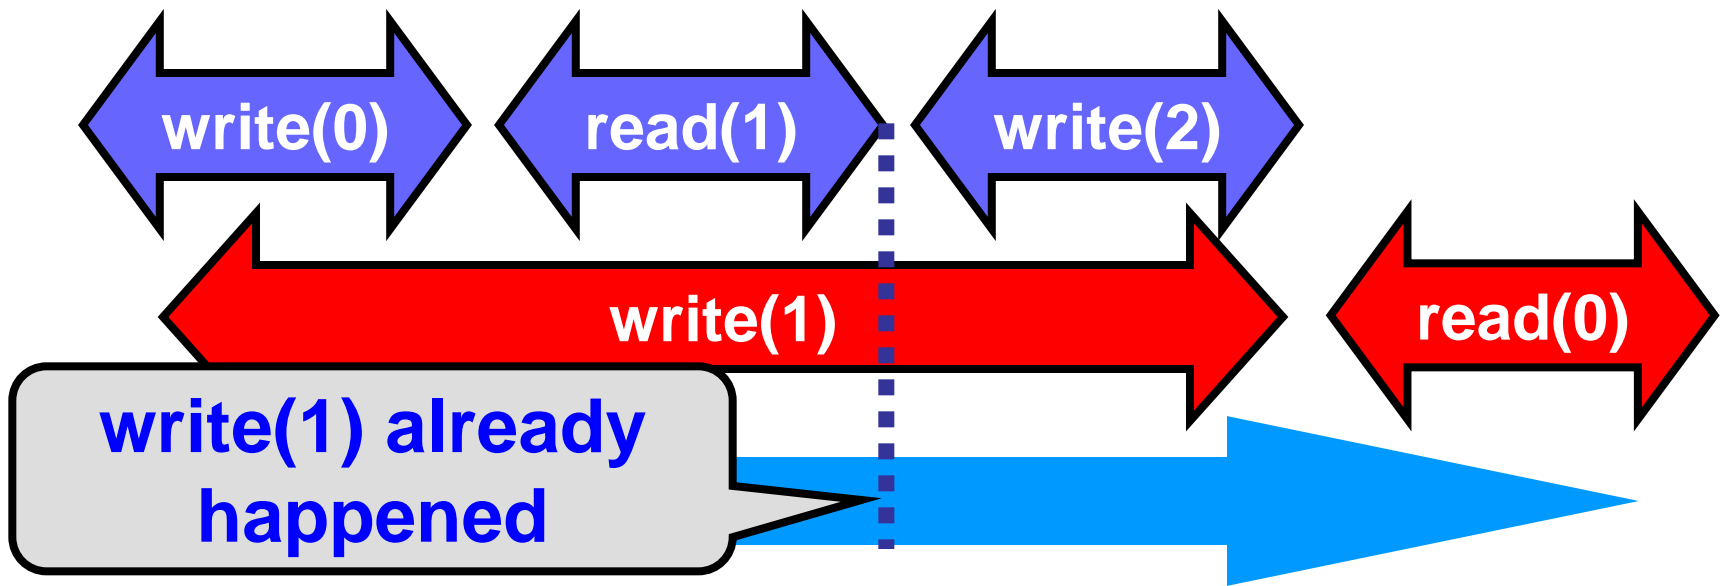 write(0) read(1) write(2)
write(1) read(0)
write(1) already
happened